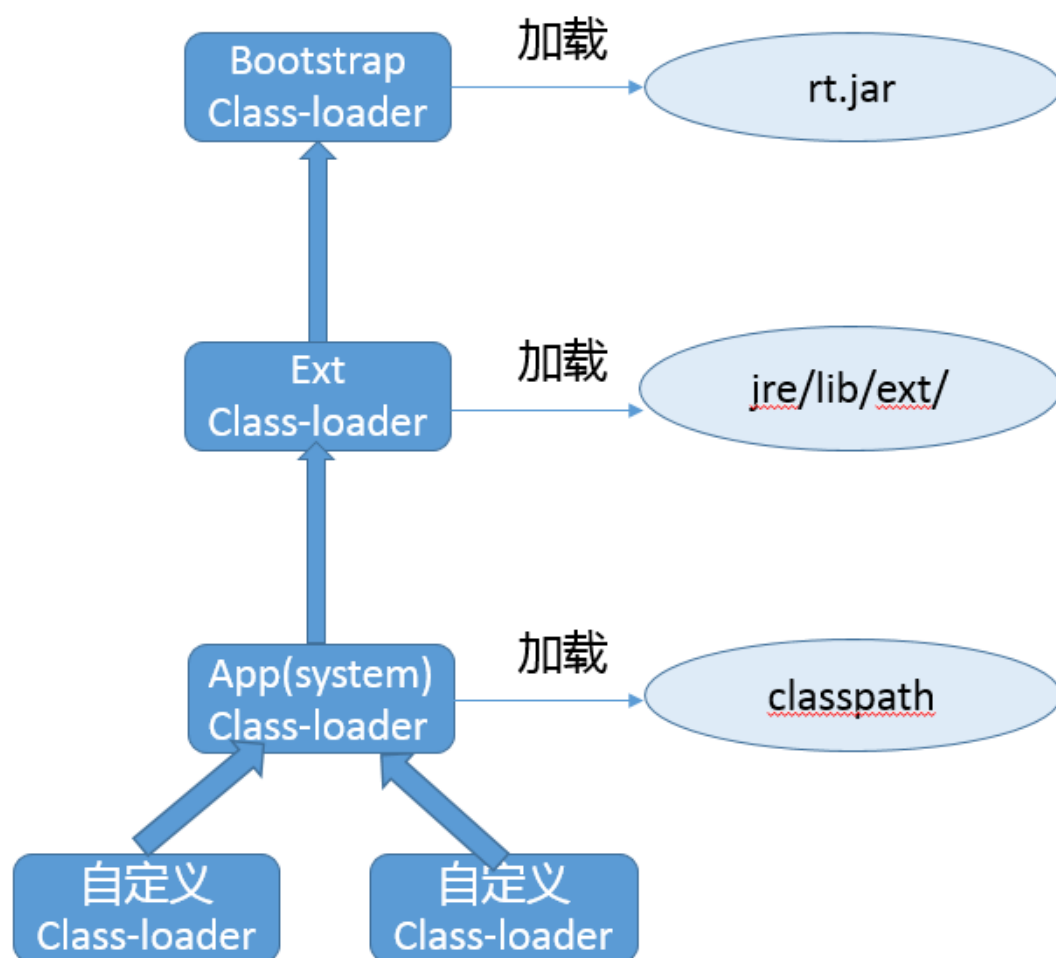 Bootstrap
Class-loader
加载
rt.jar
Ext
Class-loader
加载
jre/lib/ext/
App(system)
Class-loader
加载
classpath
自定义
Class-loader
自定义
Class-loader